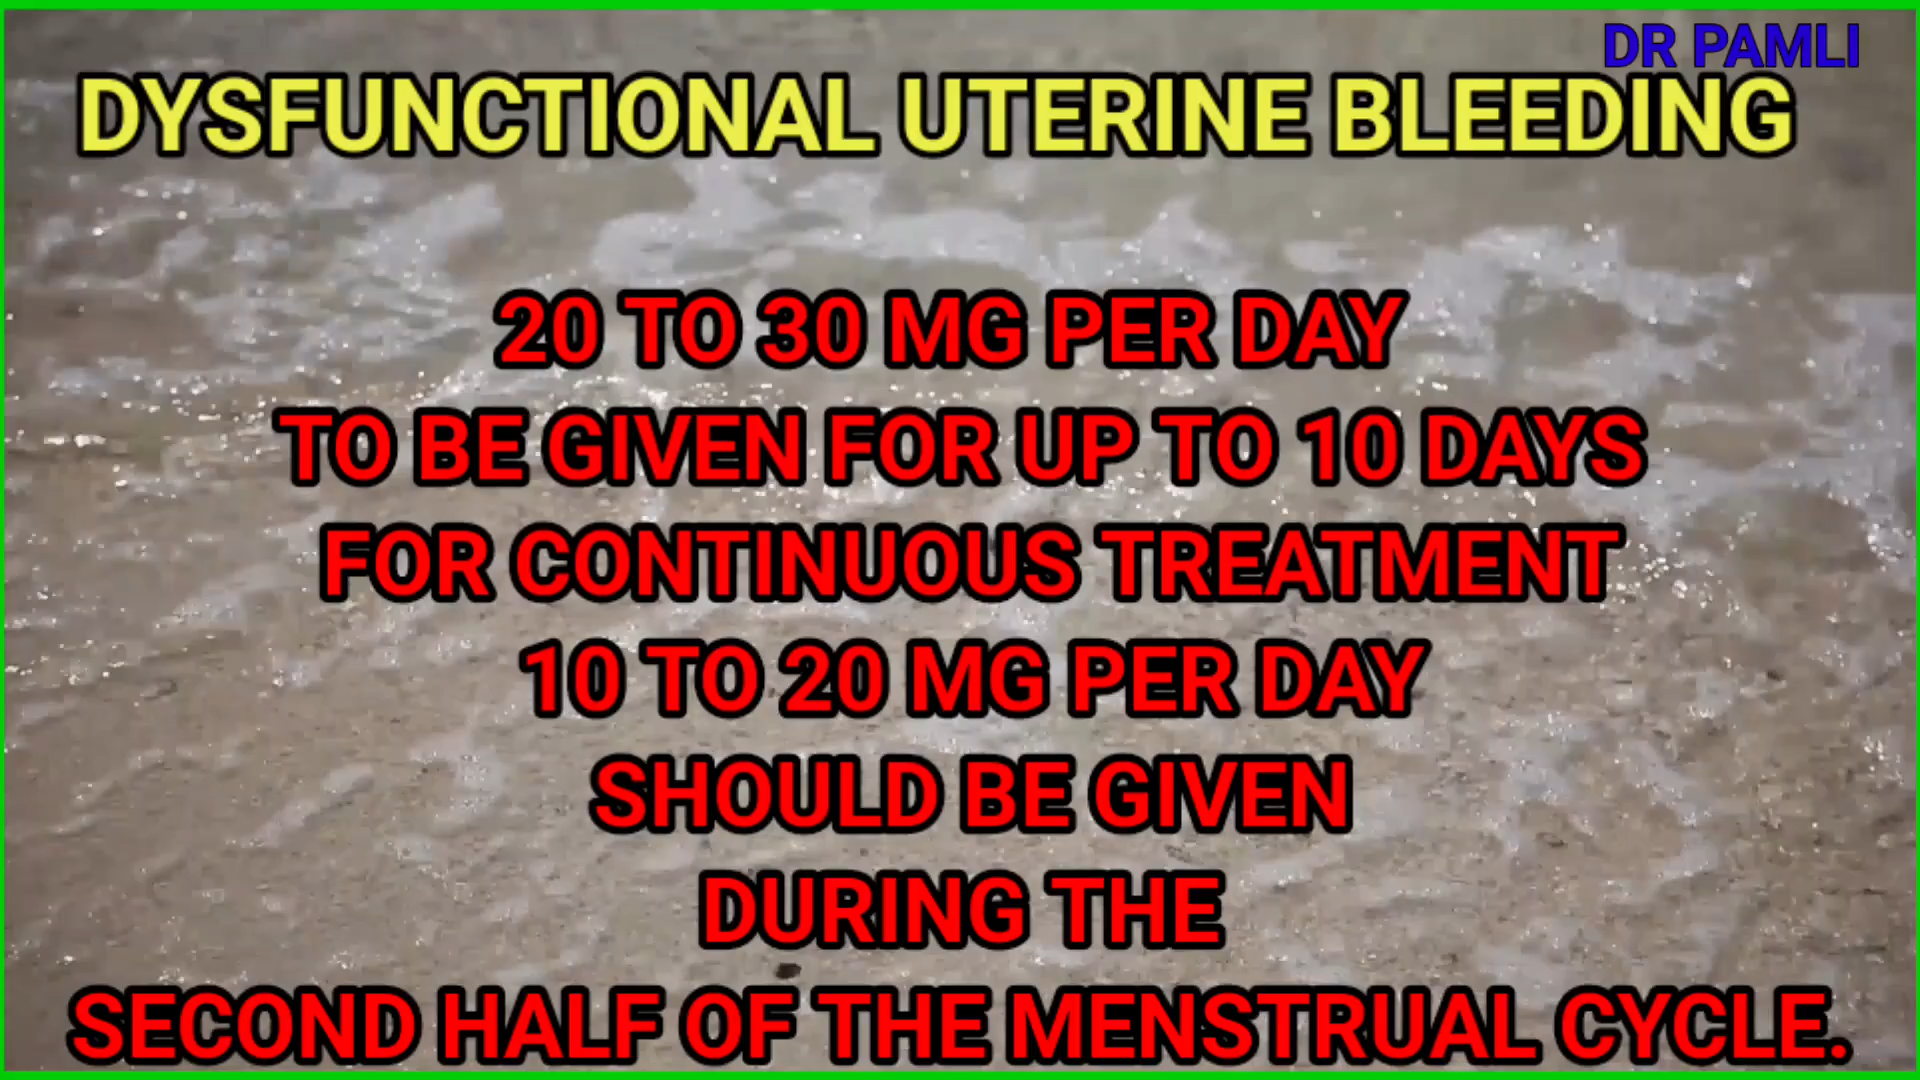 DR PAMLI
DYSFUNCTIONAL UTERINE BLEEDING
20 TO 30 MG PER DAY
TO BE GIVEN FOR UP TO 10 DAYS
FOR CONTINUOUS TREATMENT
10 TO 20 MG PER DAY
SHOULD BE GIVEN
DURING THE
SECOND HALF OF THE MENSTRUAL CYCLE.